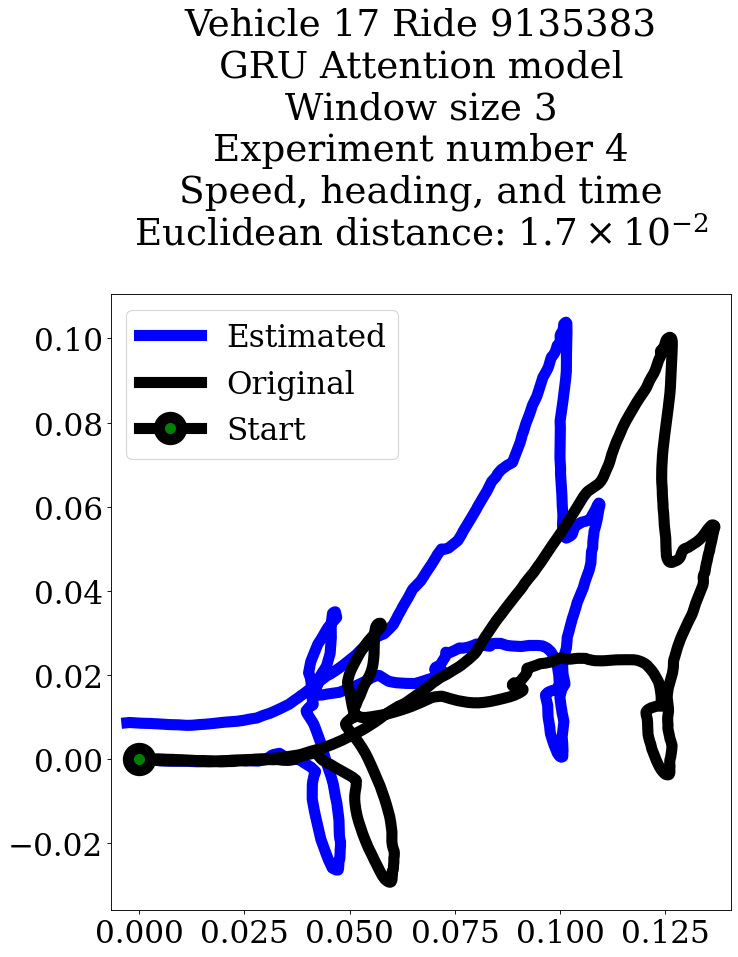 Vehicle 17 Ride 9135383
GRU Attention model
Window size 3
Experiment number 4
Speed, heading, and time
Euclidean distance: 1.7 × 10⁻²
Estimated
Original
Start
0.10
0.08
0.06
0.04
0.02
0.00
−0.02
0.000 0.025 0.050 0.075 0.100 0.125